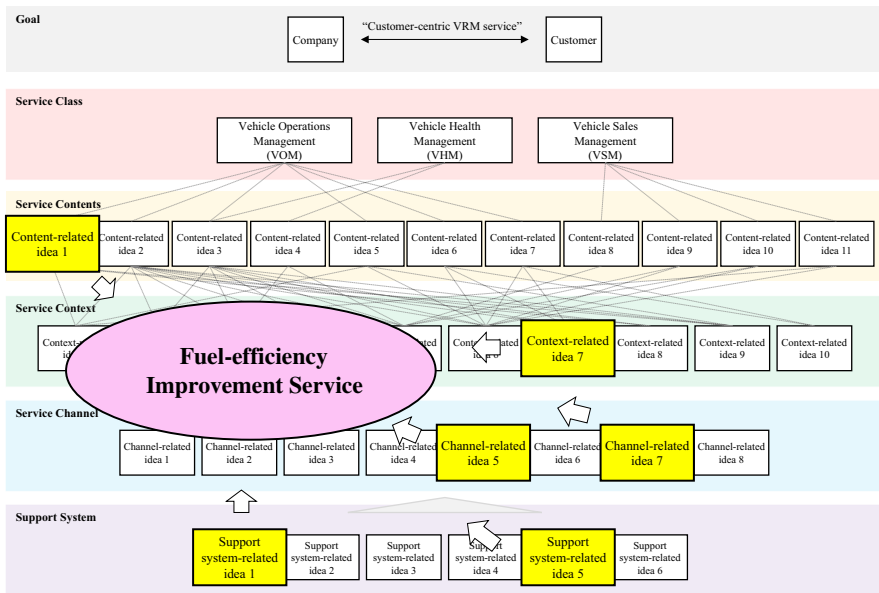 Goal
Company
“Customer-centric VRM service”
Customer
Service Class
Vehicle Operations
Management
(VOM)
Vehicle Health
Management
(VHM)
Vehicle Sales
Management
(VSM)
Service Contents
Content-related
idea 1
Content-related
idea 2
Content-related
idea 3
Content-related
idea 4
Content-related
idea 5
Content-related
idea 6
Content-related
idea 7
Content-related
idea 8
Content-related
idea 9
Content-related
idea 10
Content-related
idea 11
Service Context
Context-related
idea 7
Context-related
idea 8
Context-related
idea 9
Context-related
idea 10
Fuel-efficiency
Improvement Service
Service Channel
Channel-related
idea 1
Channel-related
idea 2
Channel-related
idea 3
Channel-related
idea 4
Channel-related
idea 5
Channel-related
idea 6
Channel-related
idea 7
Channel-related
idea 8
Support System
Support
system-related
idea 1
Support
system-related
idea 2
Support
system-related
idea 3
Support
system-related
idea 4
Support
system-related
idea 5
Support
system-related
idea 6